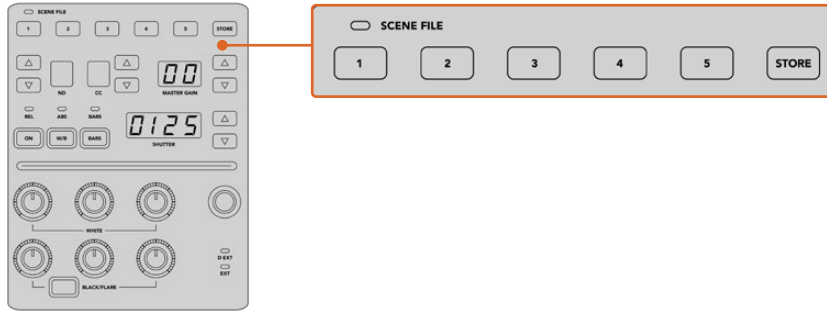 SCENE FILE
1 2 3 4 5 STORE
ND CC 00 MASTER GAIN
REL ABS BARS
ON W/B BARS
0125
SHUTTER
WHITE
D EXT
EXT
BLACK/FLARE
SCENE FILE
1 2 3 4 5 STORE